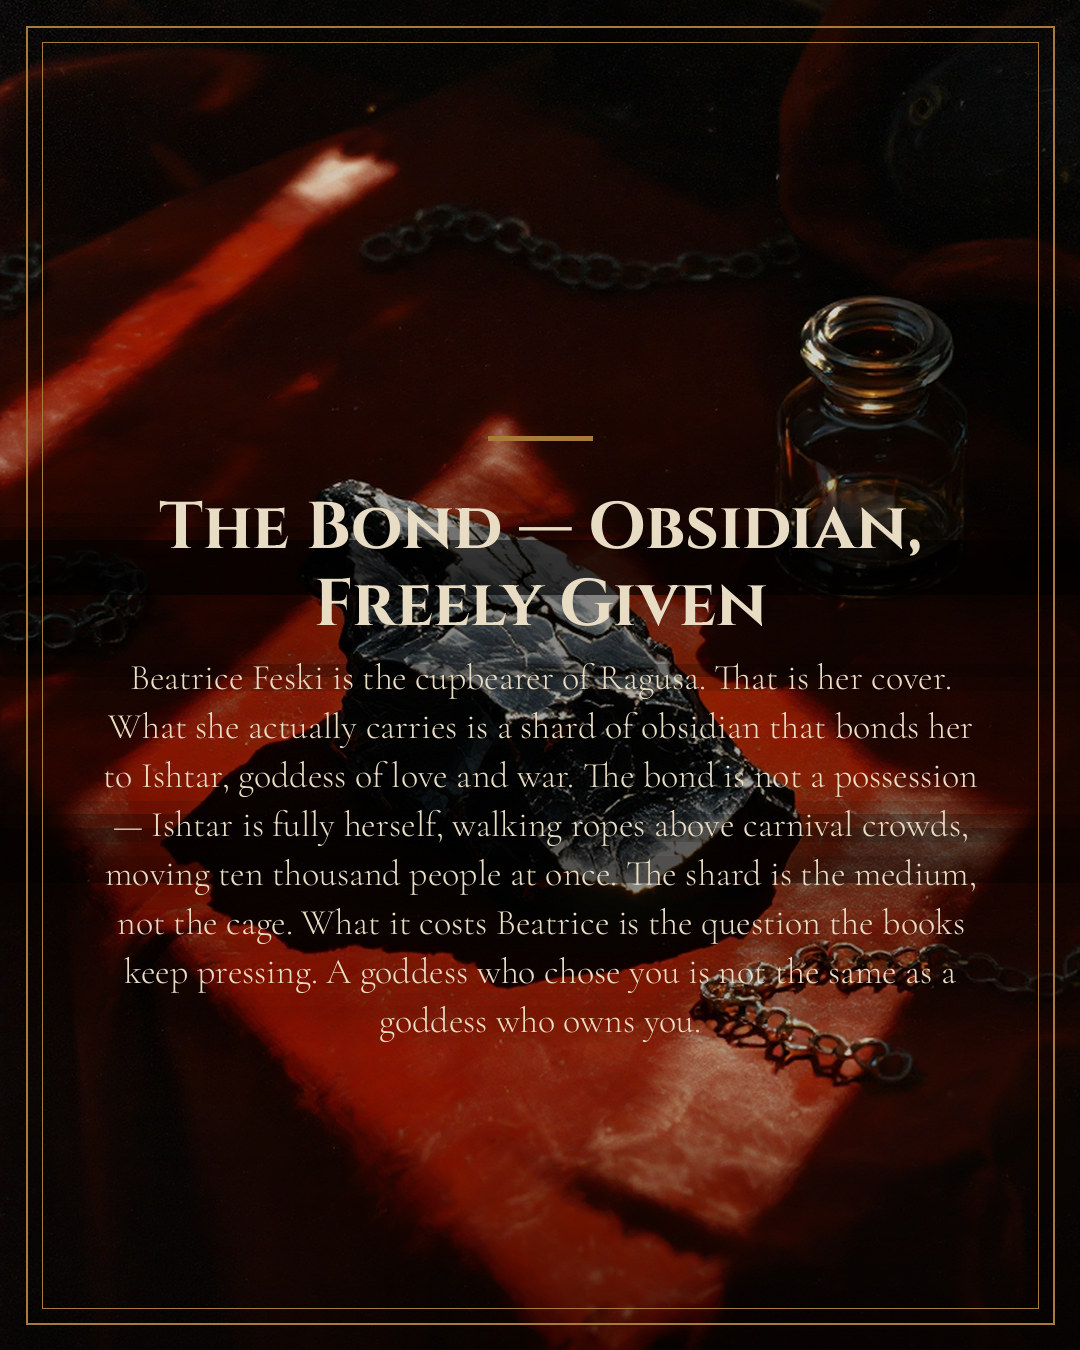 The Bond — Obsidian,
Freely Given
Beatrice Feski is the cupbearer of Ragusa. That is her cover.
What she actually carries is a shard of obsidian that bonds her
to Ishtar, goddess of love and war. The bond is not a possession
— Ishtar is fully herself, walking ropes above carnival crowds,
moving ten thousand people at once. The shard is the medium,
not the cage. What it costs Beatrice is the question the books
keep pressing. A goddess who chose you is not the same as a
goddess who owns you.